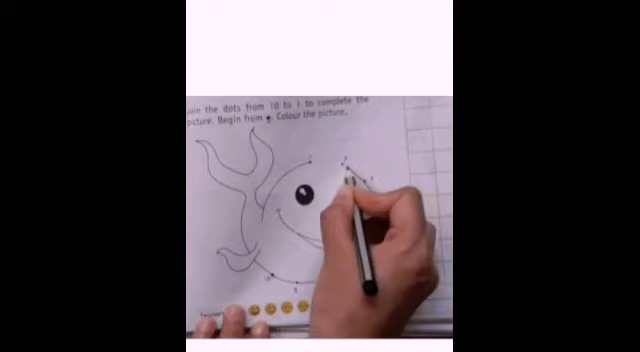 Join the dots from 10 to 1 to complete the
picture. Begin from . Colour the picture.